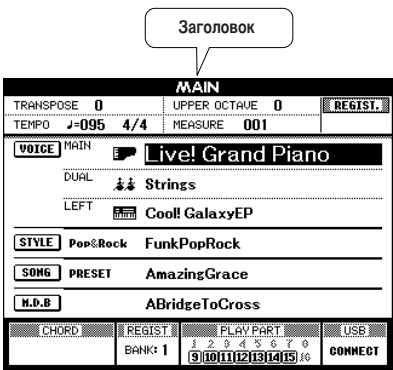 Заголовок
MAIN
TRANSPOSE 0 UPPER OCTAVE 0 REGIST.
TEMPO ♩=095 4/4 MEASURE 001
VOICE MAIN Live! Grand Piano
DUAL Strings
LEFT Cool! GalaxyEP
STYLE Pop&Rock FunkPopRock
SONG PRESET AmazingGrace
M.D.B ABridgeToCross
CHORD REGIST PLAY PART USB
1 2 3 4 5 6 7 8
BANK: 1 9 10 11 12 13 14 15 16 CONNECT